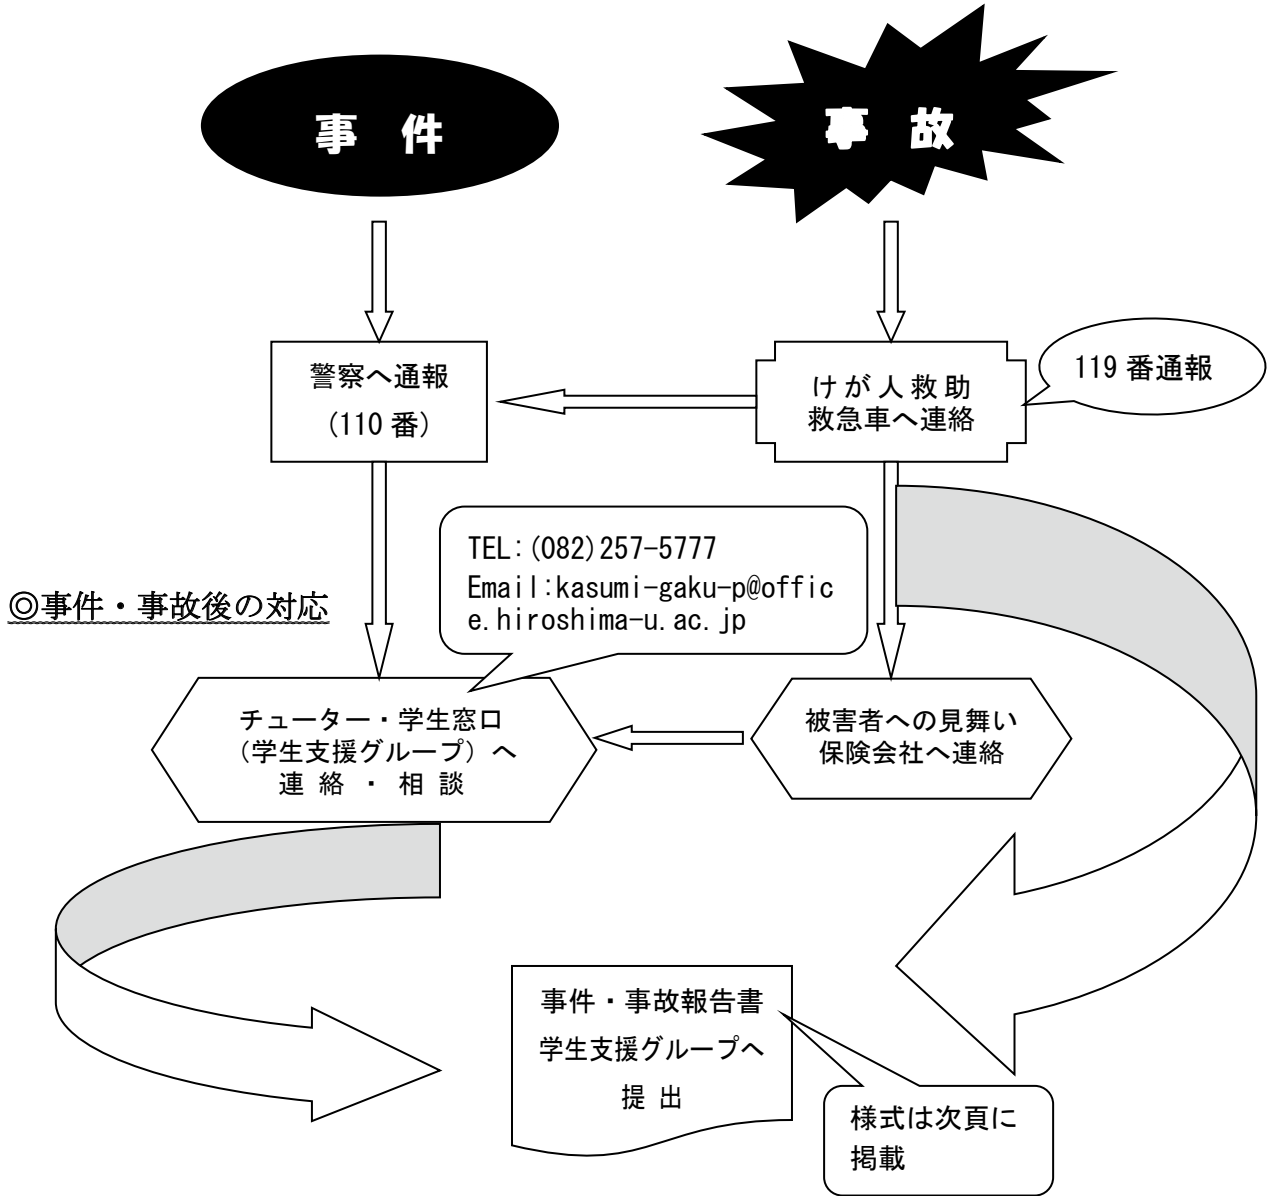 事 件
事 故
警察へ通報
(110 番)
けが人救助
救急車へ連絡
119 番通報
TEL:(082)257-5777
Email:kasumi-gaku-p@offic
e.hiroshima-u.ac.jp
◎事件・事故後の対応
チューター・学生窓口
(学生支援グループ)へ
連 絡 ・ 相 談
被害者への見舞い
保険会社へ連絡
事件・事故報告書
学生支援グループへ
提 出
様式は次頁に
掲載